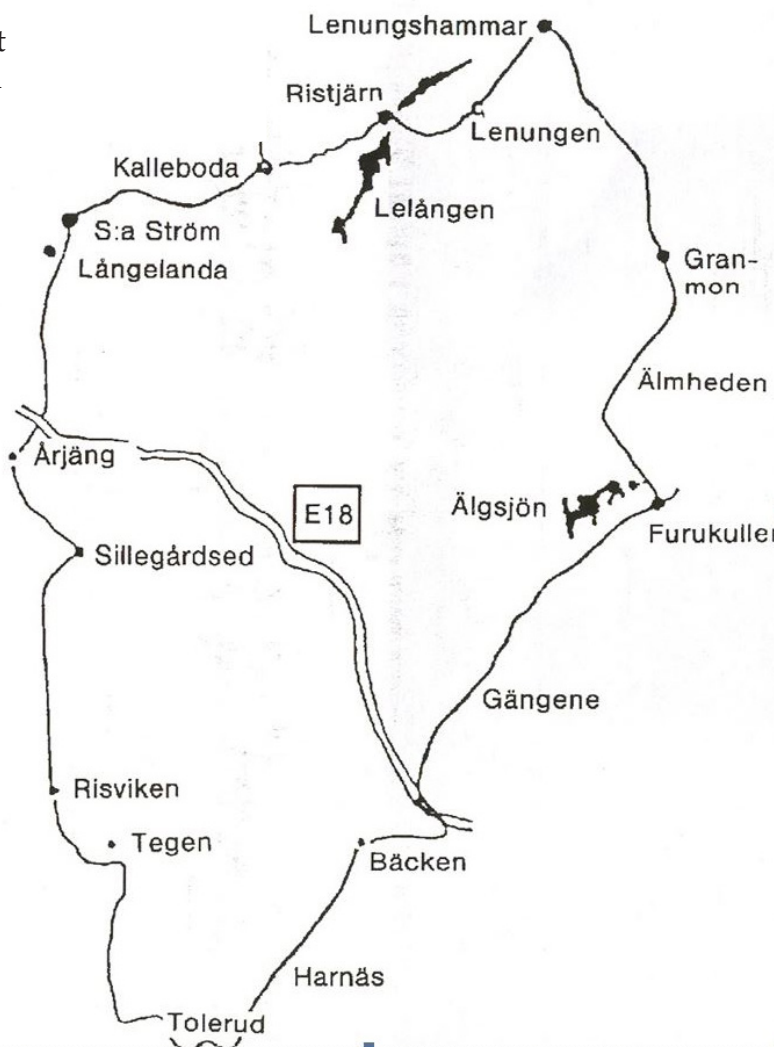 Lenungshammar
t
Ristjärn
Lenungen
Kalleboda
Lelången
S:a Ström
Långelanda
Gran-
mon
Älmheden
Årjäng
E18
Älgsjön
Furukullen
Sillegårdsed
Gängene
Risviken
Tegen
Bäcken
Harnäs
Tolerud